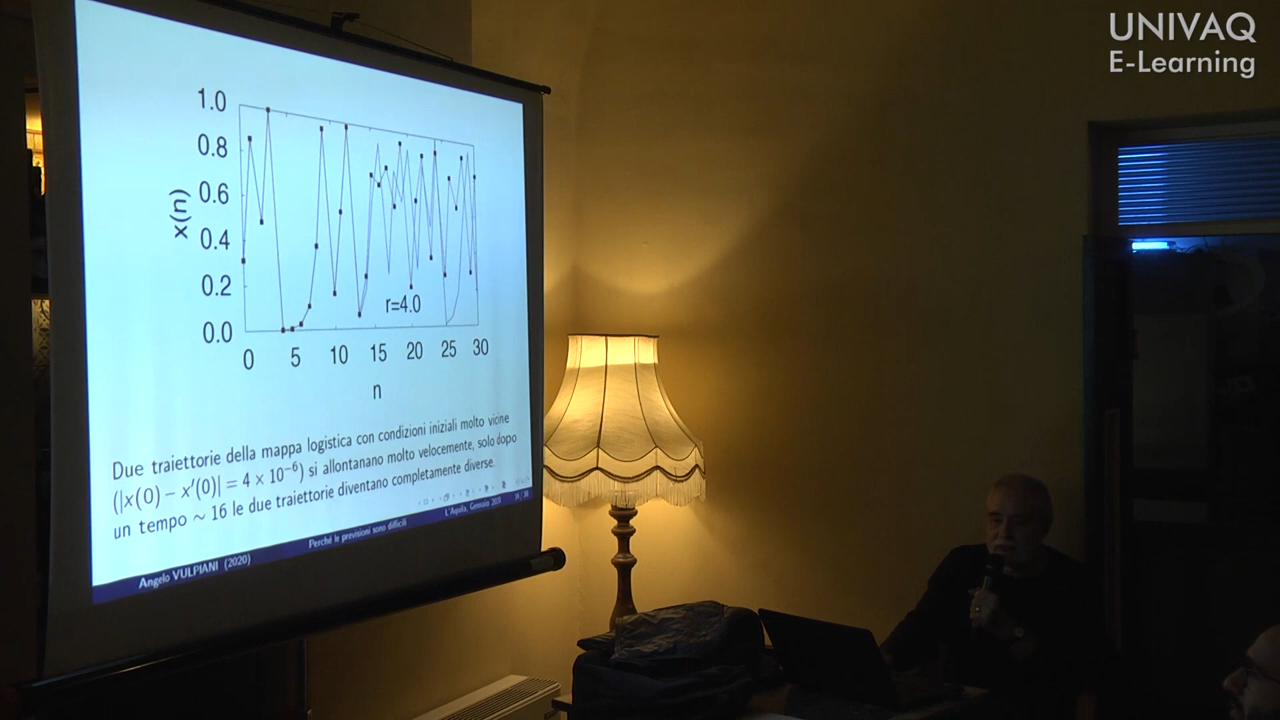 UNIVAQ
E-Learning
1.0
0.8
0.6
0.4
0.2
0.0
x(n)
r=4.0
0 5 10 15 20 25 30
n
Due traiettorie della mappa logistica con condizioni iniziali molto vicine
(|x(0) − x′(0)| = 4 × 10⁻⁶) si allontanano molto velocemente, solo dopo
un tempo ∼ 16 le due traiettorie diventano completamente diverse.
Angelo VULPIANI (2020)
Perché le previsioni sono difficili
L'Aquila, Gennaio